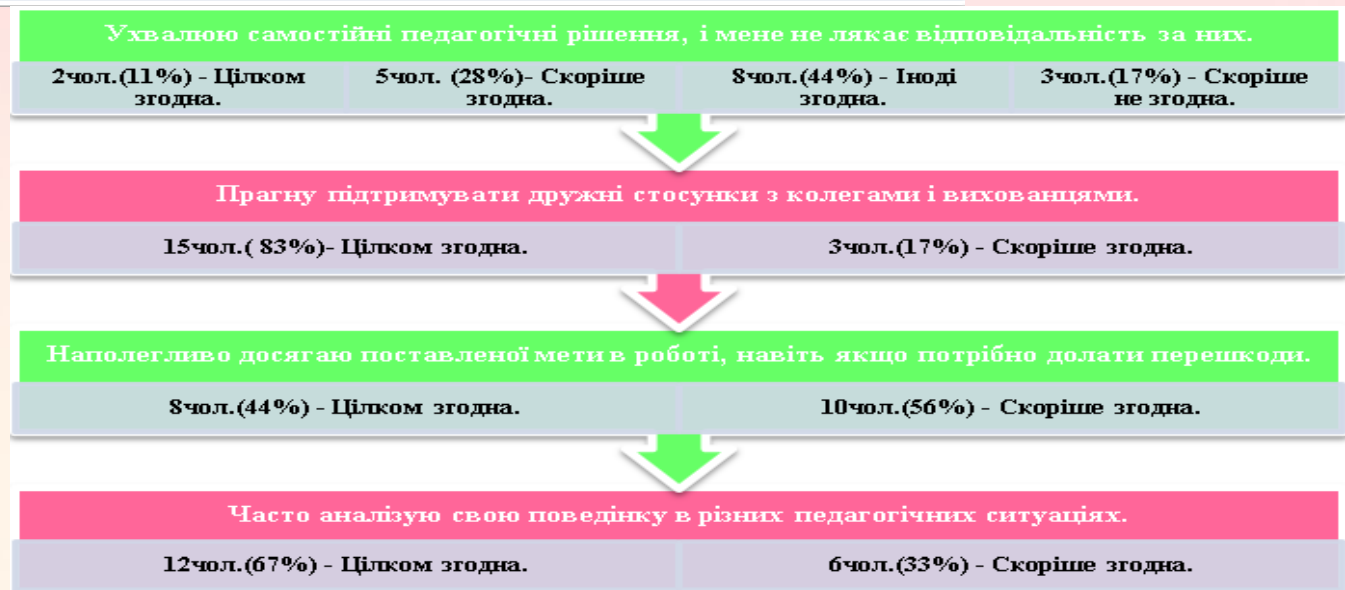 Ухвалюю самостійні педагогічні рішення, і мене не лякає відповідальність за них.
2чол.(11%) - Цілком згодна.
5чол. (28%)- Скоріше згодна.
8чол.(44%) - Іноді згодна.
3чол.(17%) - Скоріше не згодна.
Прагну підтримувати дружні стосунки з колегами і вихованцями.
15чол.( 83%)- Цілком згодна.
3чол.(17%) - Скоріше згодна.
Наполегливо досягаю поставленої мети в роботі, навіть якщо потрібно долати перешкоди.
8чол.(44%) - Цілком згодна.
10чол.(56%) - Скоріше згодна.
Часто аналізую свою поведінку в різних педагогічних ситуаціях.
12чол.(67%) - Цілком згодна.
6чол.(33%) - Скоріше згодна.